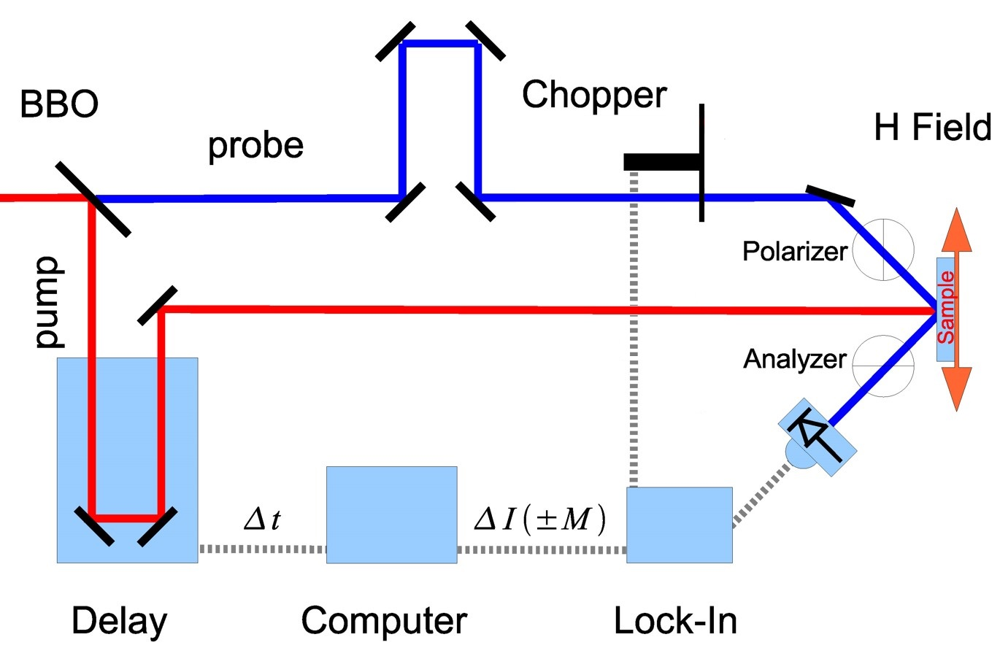 BBO
probe
Chopper
H Field
pump
Polarizer
Sample
Analyzer
Δt
ΔI(±M)
Delay
Computer
Lock-In